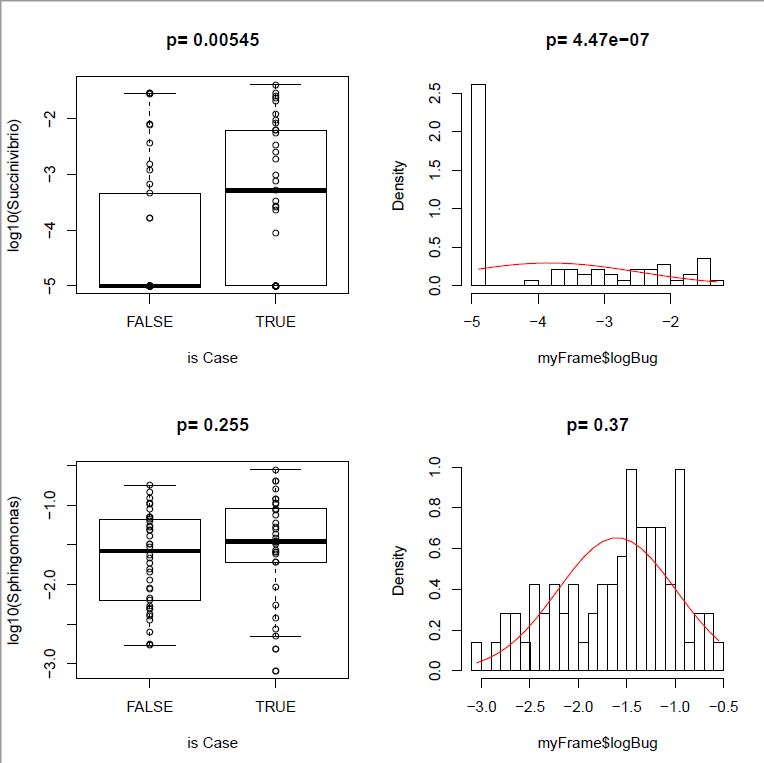 p= 0.00545
log10(Succinivibrio)
−2
−3
−4
−5
FALSE TRUE
is Case
p= 4.47e−07
Density
2.5
2.0
1.5
1.0
0.5
0.0
−5 −4 −3 −2
myFrame$logBug
p= 0.255
log10(Sphingomonas)
−1.0
−2.0
−3.0
FALSE TRUE
is Case
p= 0.37
Density
1.0
0.8
0.6
0.4
0.2
0.0
−3.0 −2.5 −2.0 −1.5 −1.0 −0.5
myFrame$logBug